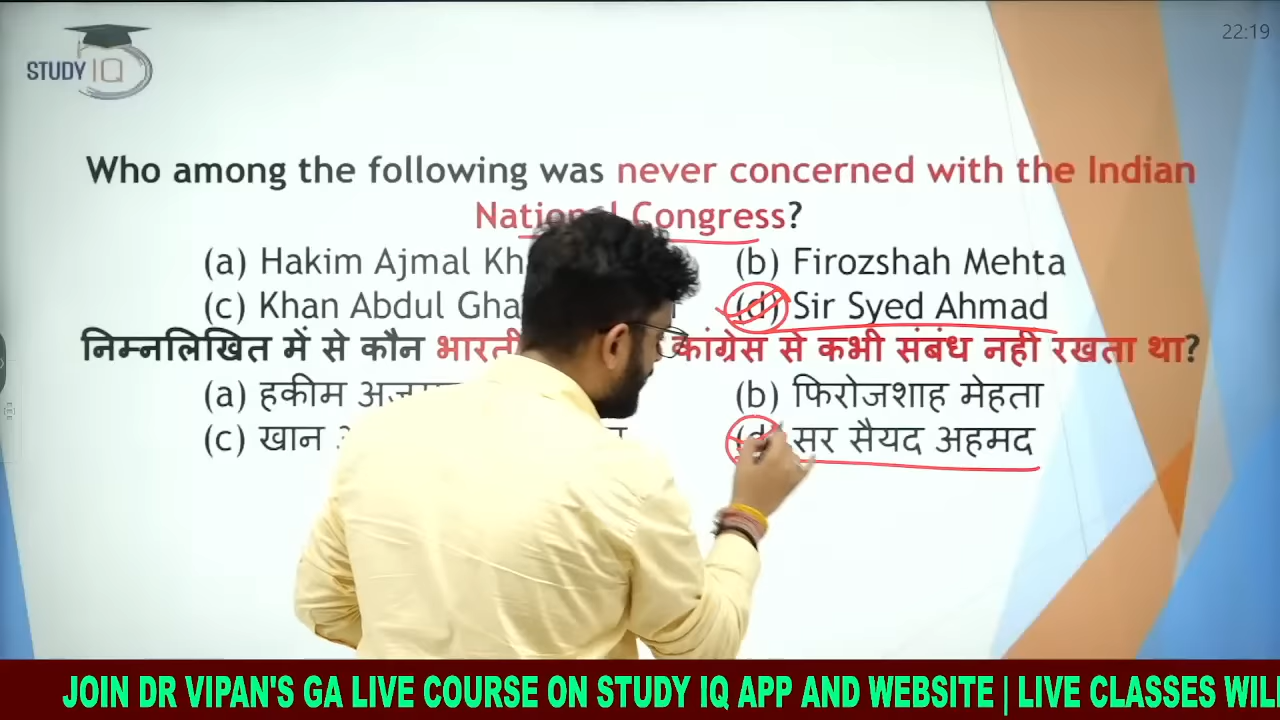 STUDY IQ
22:19
Who among the following was never concerned with the Indian
National Congress?
(a) Hakim Ajmal Kh
(b) Firozshah Mehta
(c) Khan Abdul Gha
(d) Sir Syed Ahmad
निम्नलिखित में से कौन भारती कांग्रेस से कभी संबंध नहीं रखता था?
(a) हकीम
(b) फिरोजशाह मेहता
(c) खान
(d) सर सैयद अहमद
JOIN DR VIPAN'S GA LIVE COURSE ON STUDY IQ APP AND WEBSITE | LIVE CLASSES WILL